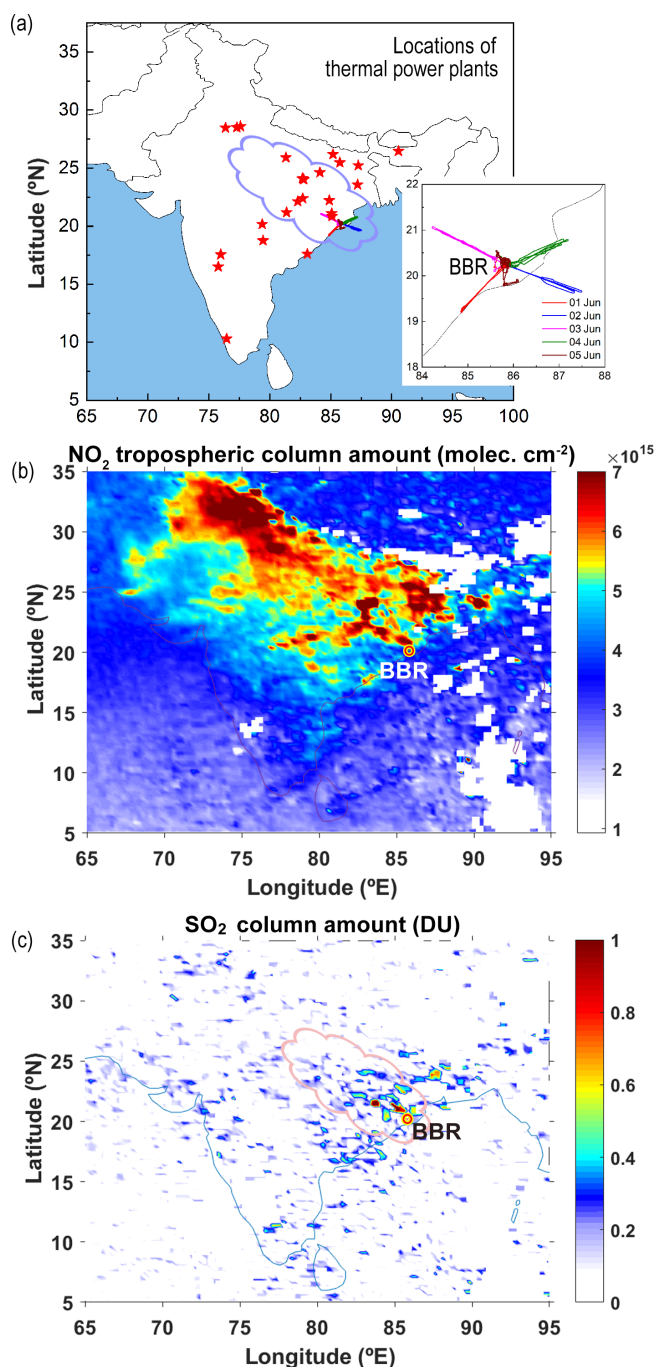 (a)
Locations of
thermal power plants
35
30
25
20
15
10
5
Latitude (ºN)
65 70 75 80 85 90 95 100
22
21
20
19
18
BBR
01 Jun
02 Jun
03 Jun
04 Jun
05 Jun
84 85 86 87 88
NO2 tropospheric column amount (molec. cm-2)
(b)
×10 15
35
30
25
20
15
10
5
Latitude (ºN)
BBR
7
6
5
4
3
2
1
65 70 75 80 85 90 95
Longitude (ºE)
SO2 column amount (DU)
(c)
35
30
25
20
15
10
5
Latitude (ºN)
BBR
1
0.8
0.6
0.4
0.2
0
65 70 75 80 85 90 95
Longitude (ºE)